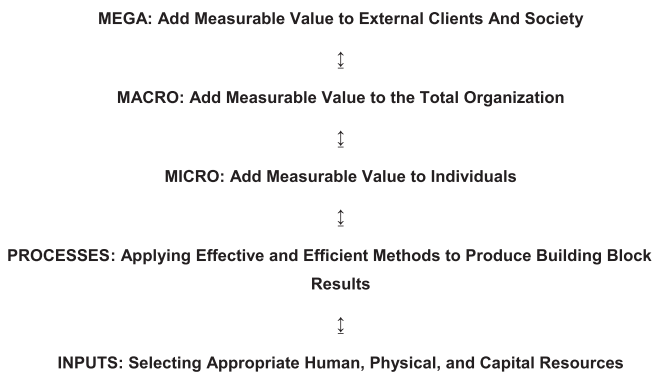 MEGA: Add Measurable Value to External Clients And Society
↨
MACRO: Add Measurable Value to the Total Organization
↨
MICRO: Add Measurable Value to Individuals
↨
PROCESSES: Applying Effective and Efficient Methods to Produce Building Block
Results
↨
INPUTS: Selecting Appropriate Human, Physical, and Capital Resources